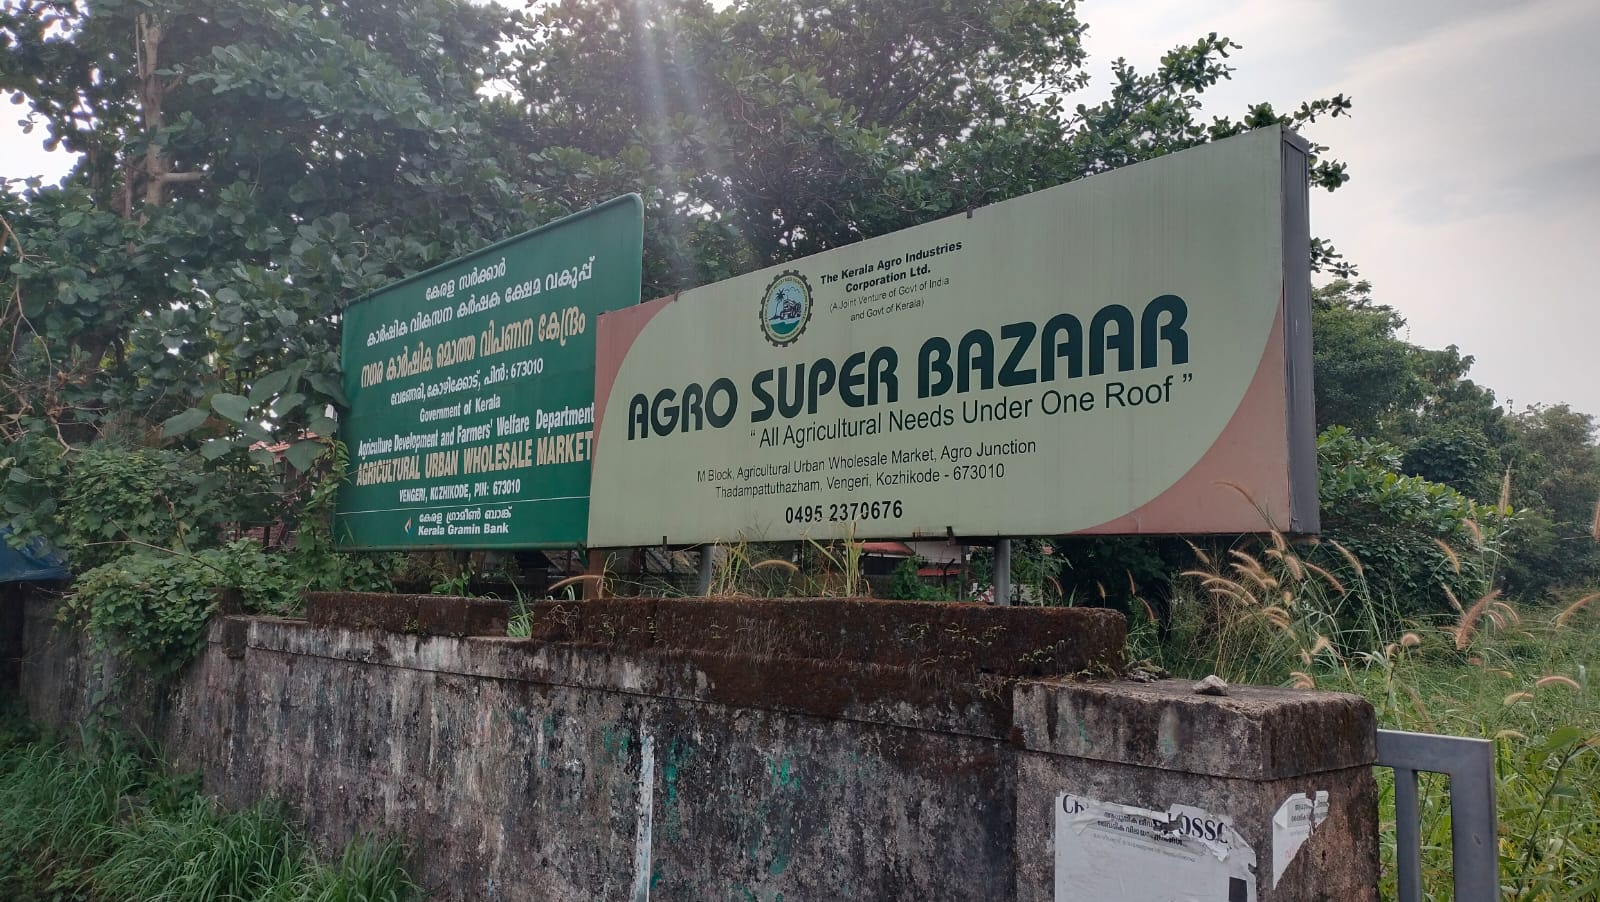 കേരള സർക്കാർ
കാർഷിക വികസന കർഷക ക്ഷേമ വകുപ്പ്
നഗര കാർഷിക മൊത്ത വിപണന കേന്ദ്രം
വേങ്ങേരി, കോഴിക്കോട്, പിൻ: 673010
Government of Kerala
Agriculture Development and Farmers' Welfare Department
AGRICULTURAL URBAN WHOLESALE MARKET
VENGERI, KOZHIKODE, PIN: 673010
കേരള ഗ്രാമീൺ ബാങ്ക്
Kerala Gramin Bank
The Kerala Agro Industries
Corporation Ltd.
(A Joint Venture of Govt of India
and Govt of Kerala)
AGRO SUPER BAZAAR
“ All Agricultural Needs Under One Roof ”
M Block, Agricultural Urban Wholesale Market, Agro Junction
Thadampattuthazham, Vengeri, Kozhikode - 673010
0495 2370676